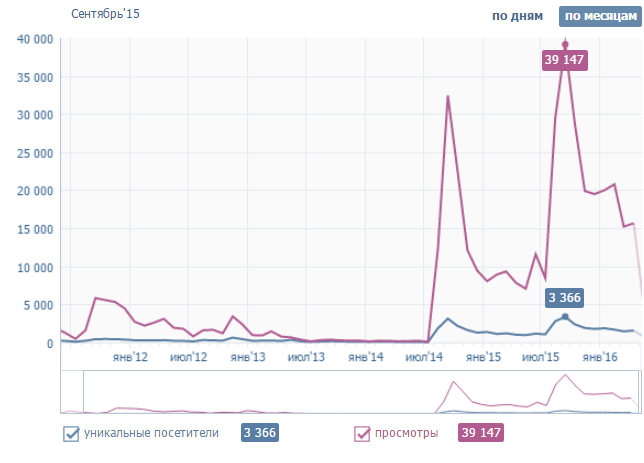 Сентябрь'15
по дням по месяцам
40 000
39 147
35 000
30 000
25 000
20 000
15 000
10 000
5 000
3 366
0
янв'12 июл'12 янв'13 июл'13 янв'14 июл'14 янв'15 июл'15 янв'16
уникальные посетители 3 366 просмотры 39 147